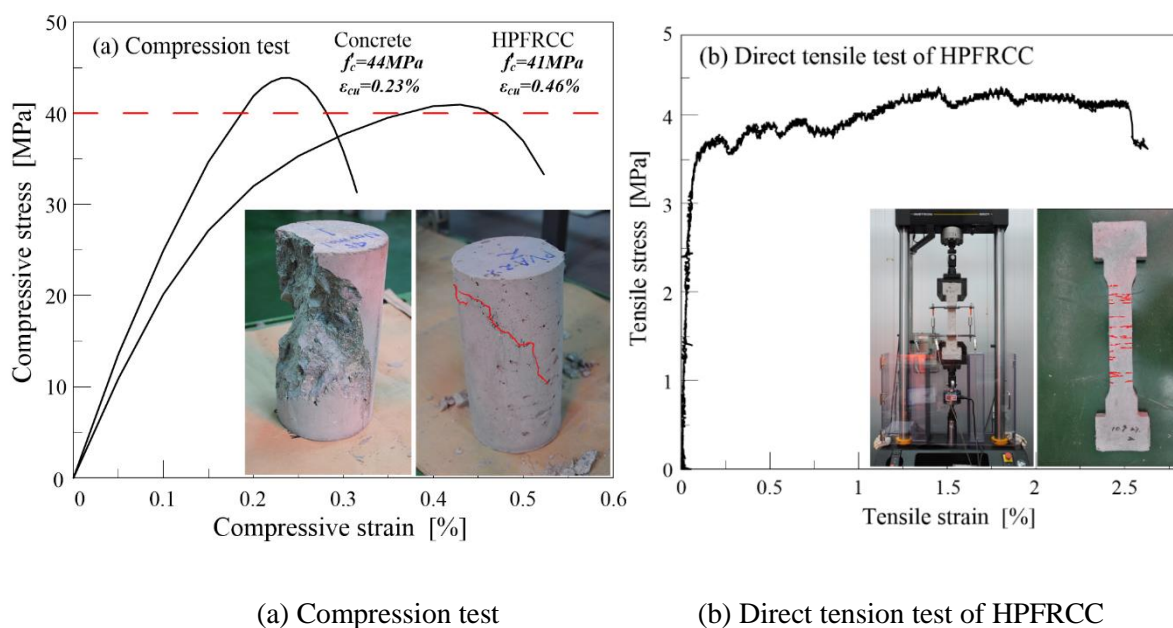 50
40
30
20
10
0
Compressive stress [MPa]
(a) Compression test
Concrete
f'c=44MPa
εcu=0.23%
HPFRCC
f'c=41MPa
εcu=0.46%
0 0.1 0.2 0.3 0.4 0.5 0.6
Compressive strain [%]
5
4
3
2
1
0
Tensile stress [MPa]
(b) Direct tensile test of HPFRCC
0 0.5 1 1.5 2 2.5
Tensile strain [%]
(a) Compression test
(b) Direct tension test of HPFRCC